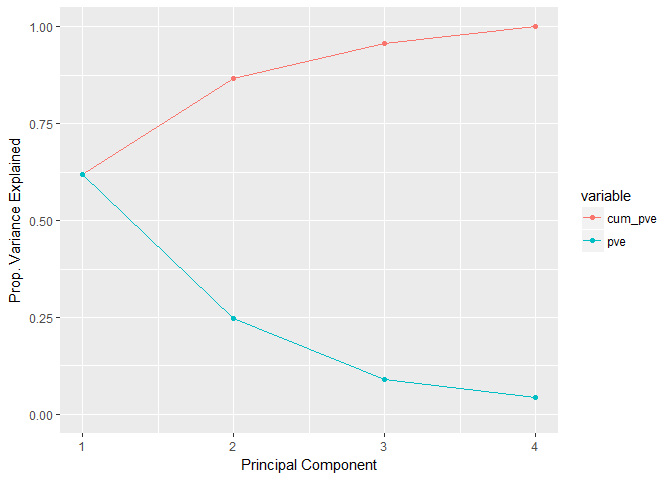 1.00
0.75
0.50
0.25
0.00
Prop. Variance Explained
1 2 3 4
Principal Component
variable
cum_pve
pve